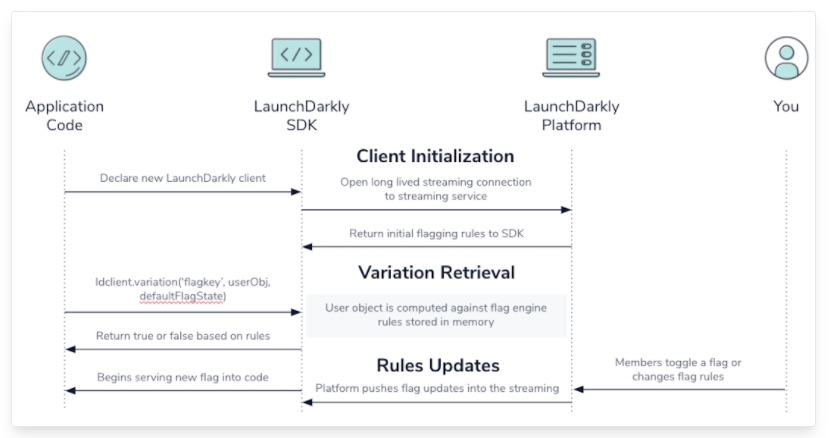 Application
Code
LaunchDarkly
SDK
LaunchDarkly
Platform
You
Client Initialization
Declare new LaunchDarkly client
Open long lived streaming connection
to streaming service
Return initial flagging rules to SDK
Variation Retrieval
ldclient.variation('flagkey', userObj,
defaultFlagState)
User object is computed against flag engine
rules stored in memory
Return true or false based on rules
Rules Updates
Members toggle a flag or
changes flag rules
Begins serving new flag into code
Platform pushes flag updates into the streaming